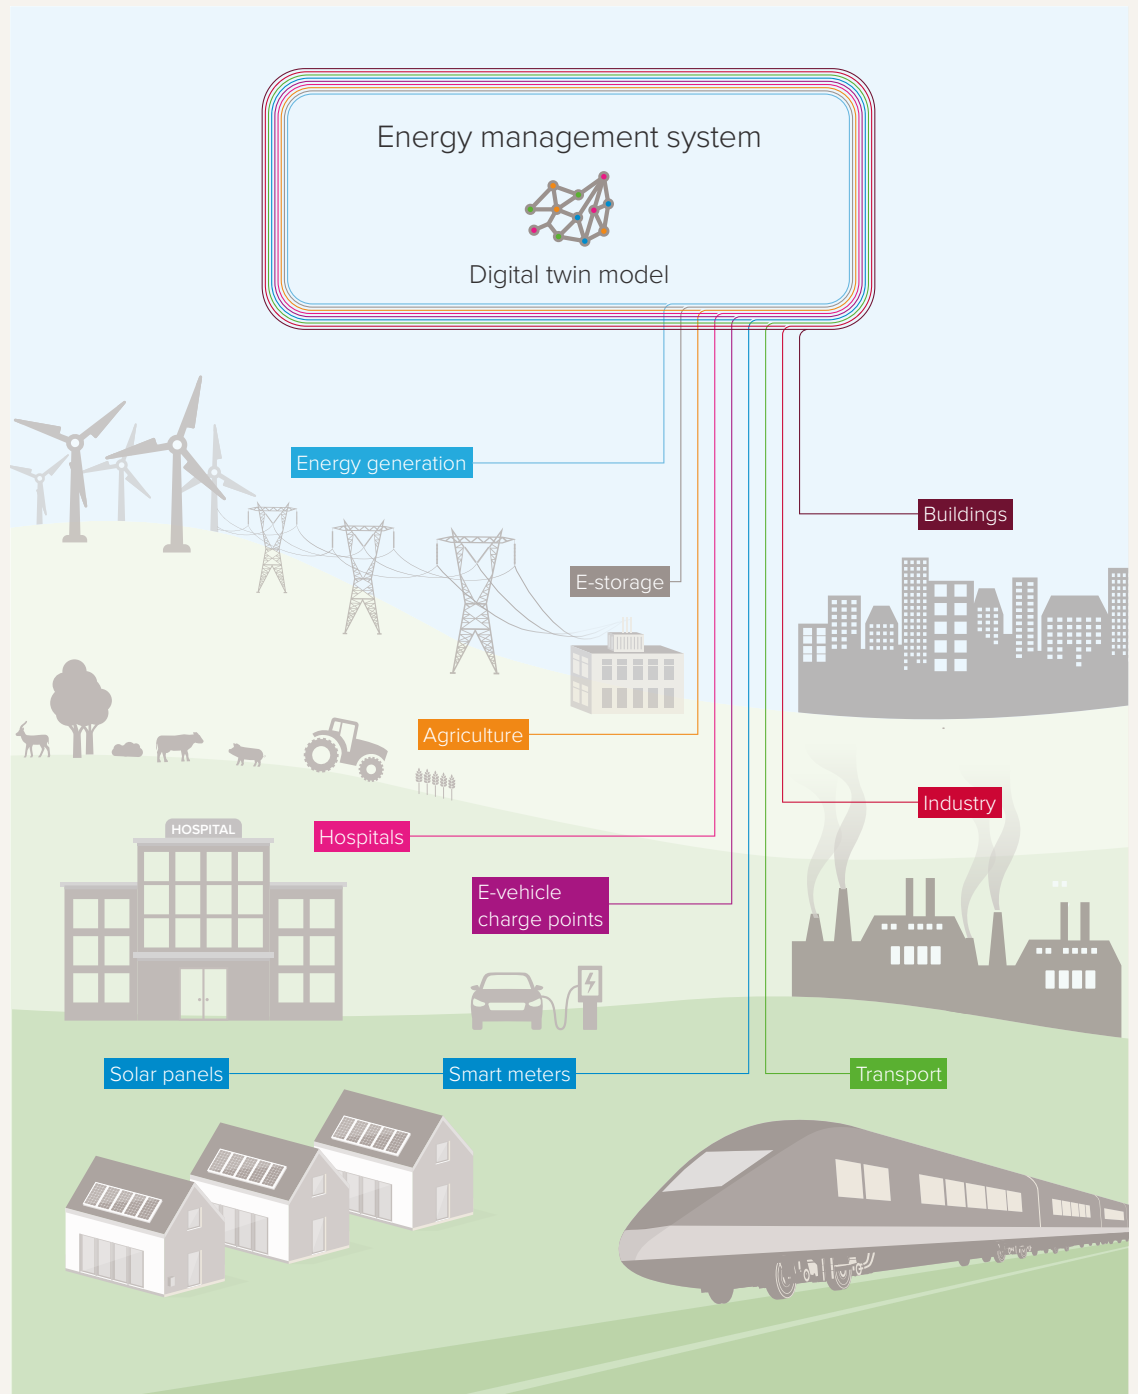 Energy management system
Digital twin model
Energy generation
Buildings
E-storage
Agriculture
Industry
HOSPITAL
Hospitals
E-vehicle
charge points
Solar panels
Smart meters
Transport